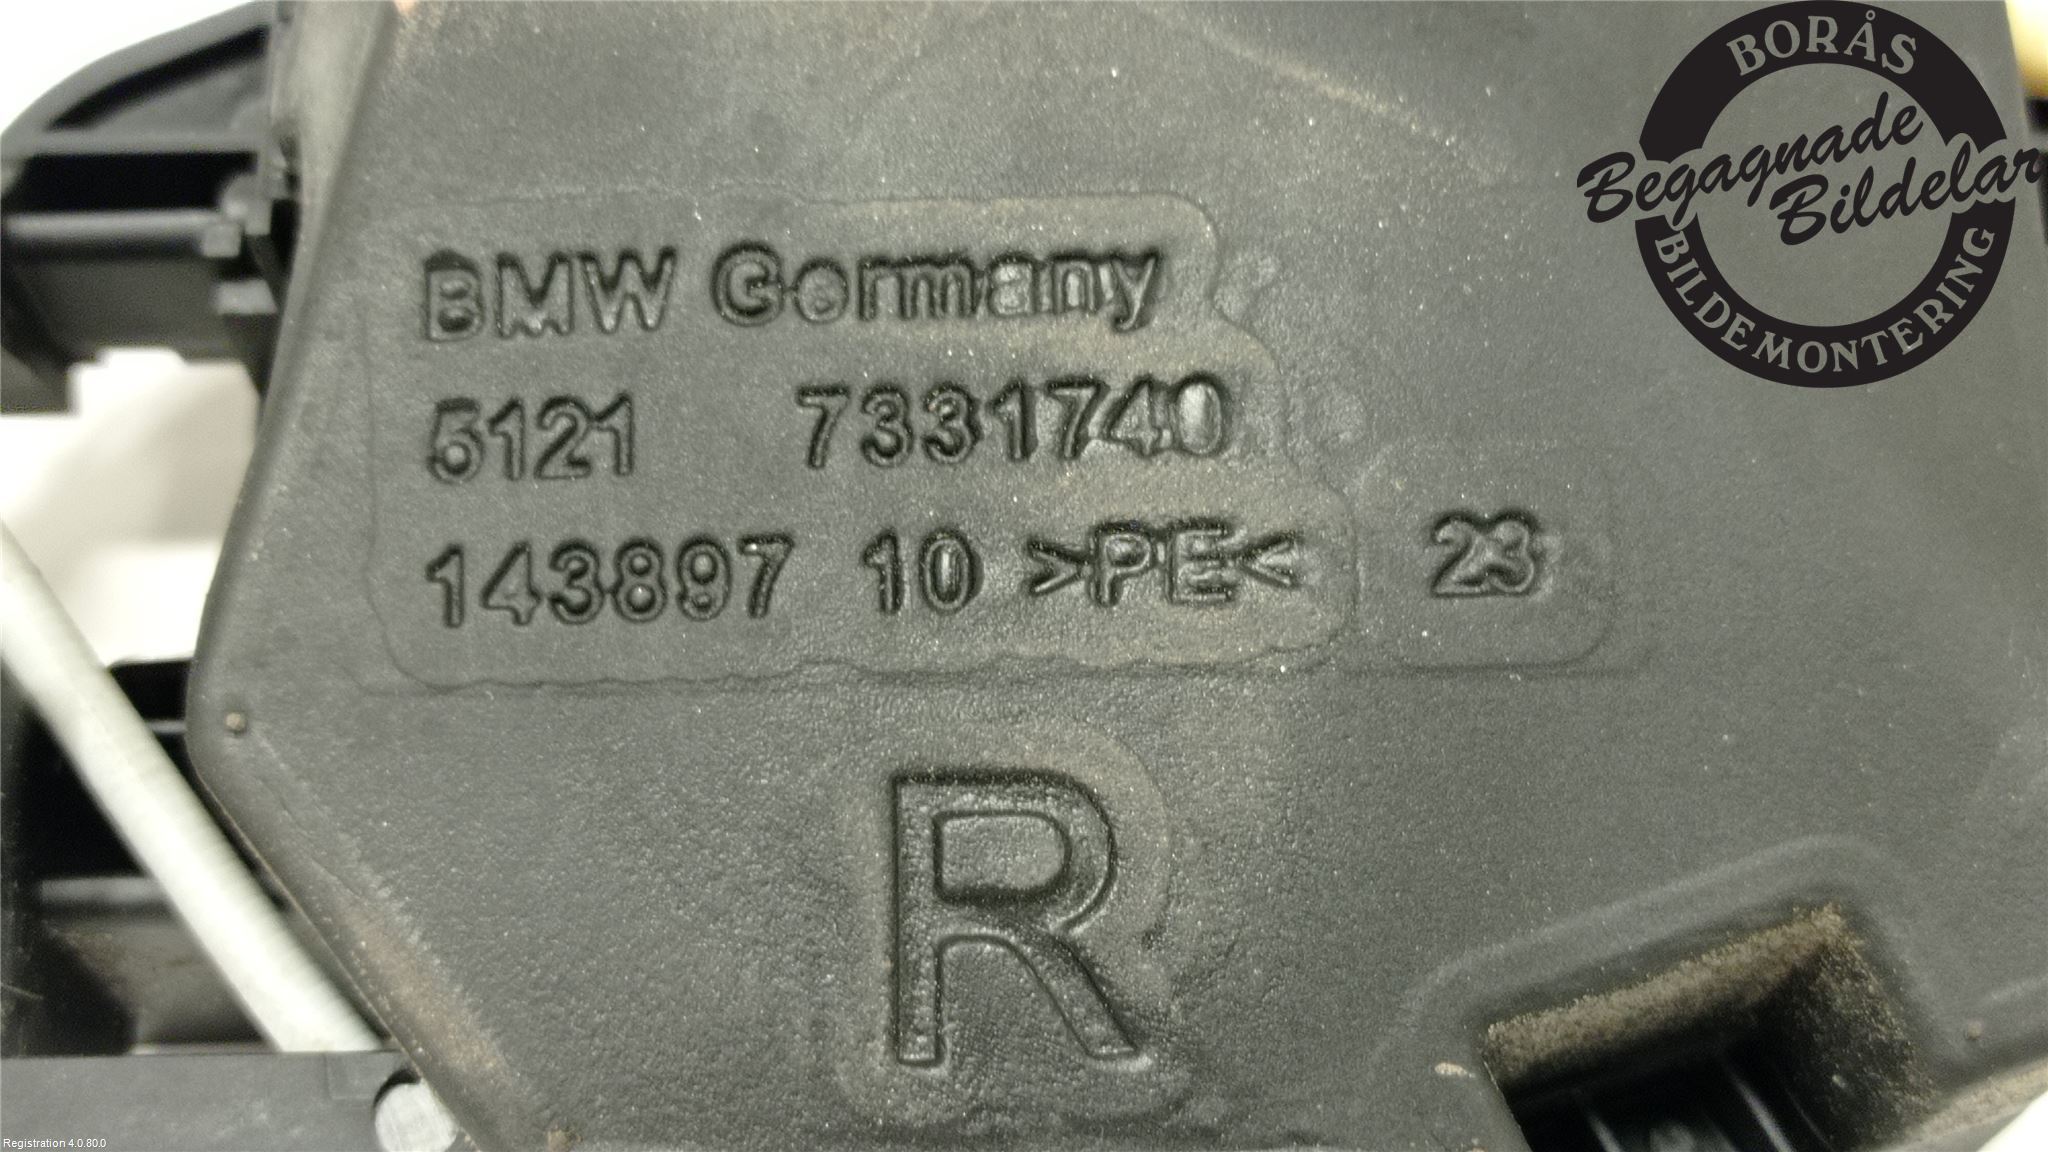 BORÅS
Begagnade
Bildelar
BILDEMONTERING
BMW Germany
5121 7331740
143897 10 >PE< 23
R
Registration 4.0.80.0